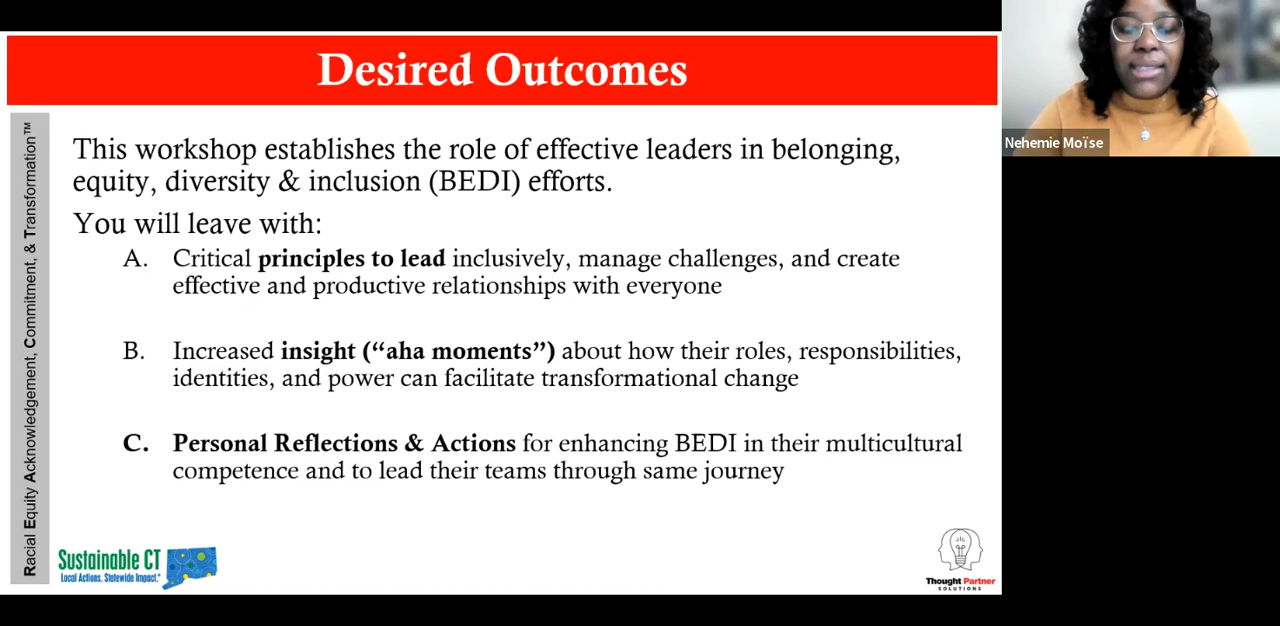 Desired Outcomes
Nehemie Moïse
Racial Equity Acknowledgement, Commitment, & Transformation™
This workshop establishes the role of effective leaders in belonging,
equity, diversity & inclusion (BEDI) efforts.
You will leave with:
A. Critical principles to lead inclusively, manage challenges, and create
effective and productive relationships with everyone
B. Increased insight (“aha moments”) about how their roles, responsibilities,
identities, and power can facilitate transformational change
C. Personal Reflections & Actions for enhancing BEDI in their multicultural
competence and to lead their teams through same journey
Sustainable CT
Local Actions. Statewide Impact.
Thought Partner
SOLUTIONS